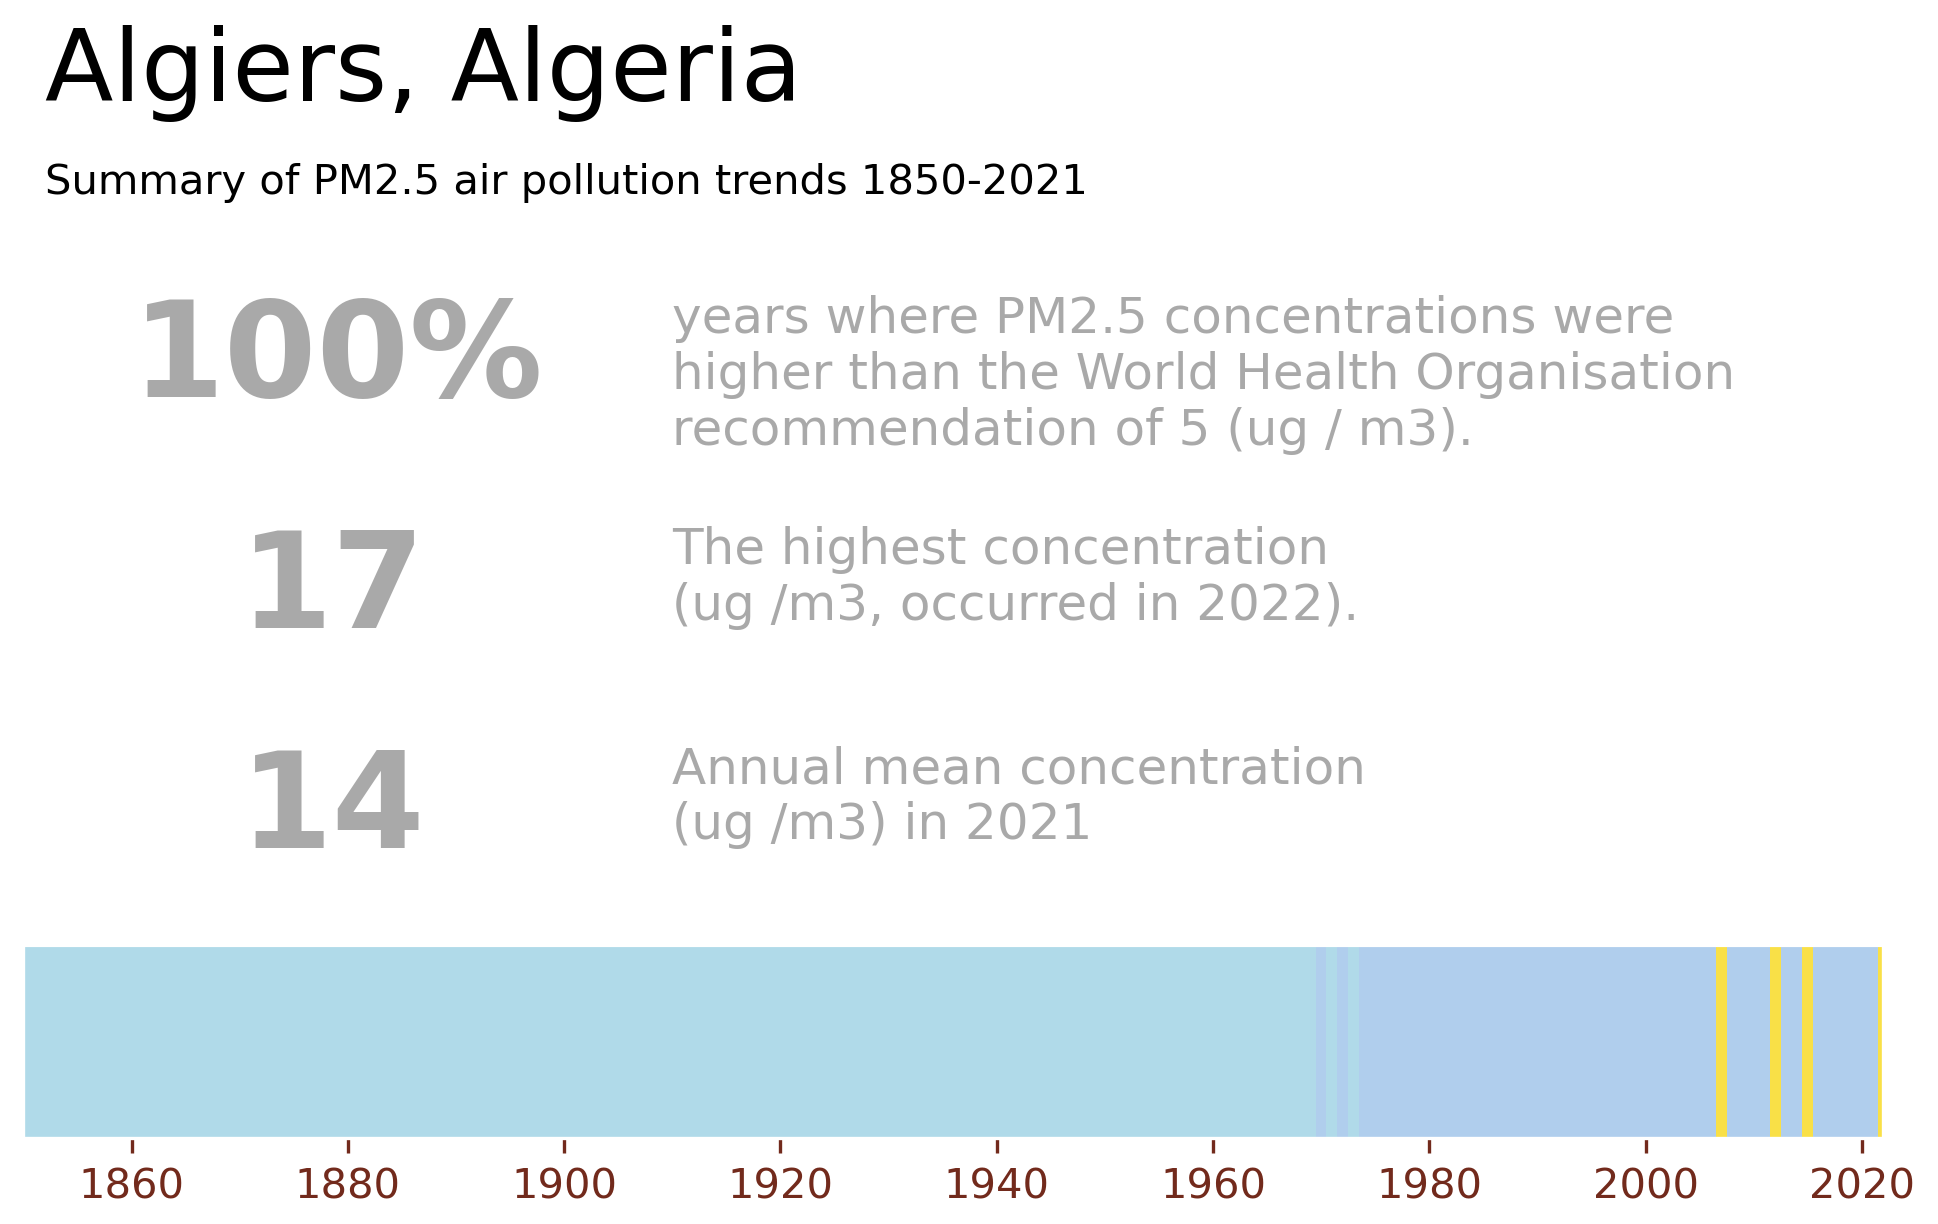 Algiers, Algeria
Summary of PM2.5 air pollution trends 1850-2021
100%
years where PM2.5 concentrations were
higher than the World Health Organisation
recommendation of 5 (ug / m3).
17
The highest concentration
(ug /m3, occurred in 2022).
14
Annual mean concentration
(ug /m3) in 2021
1860 1880 1900 1920 1940 1960 1980 2000 2020